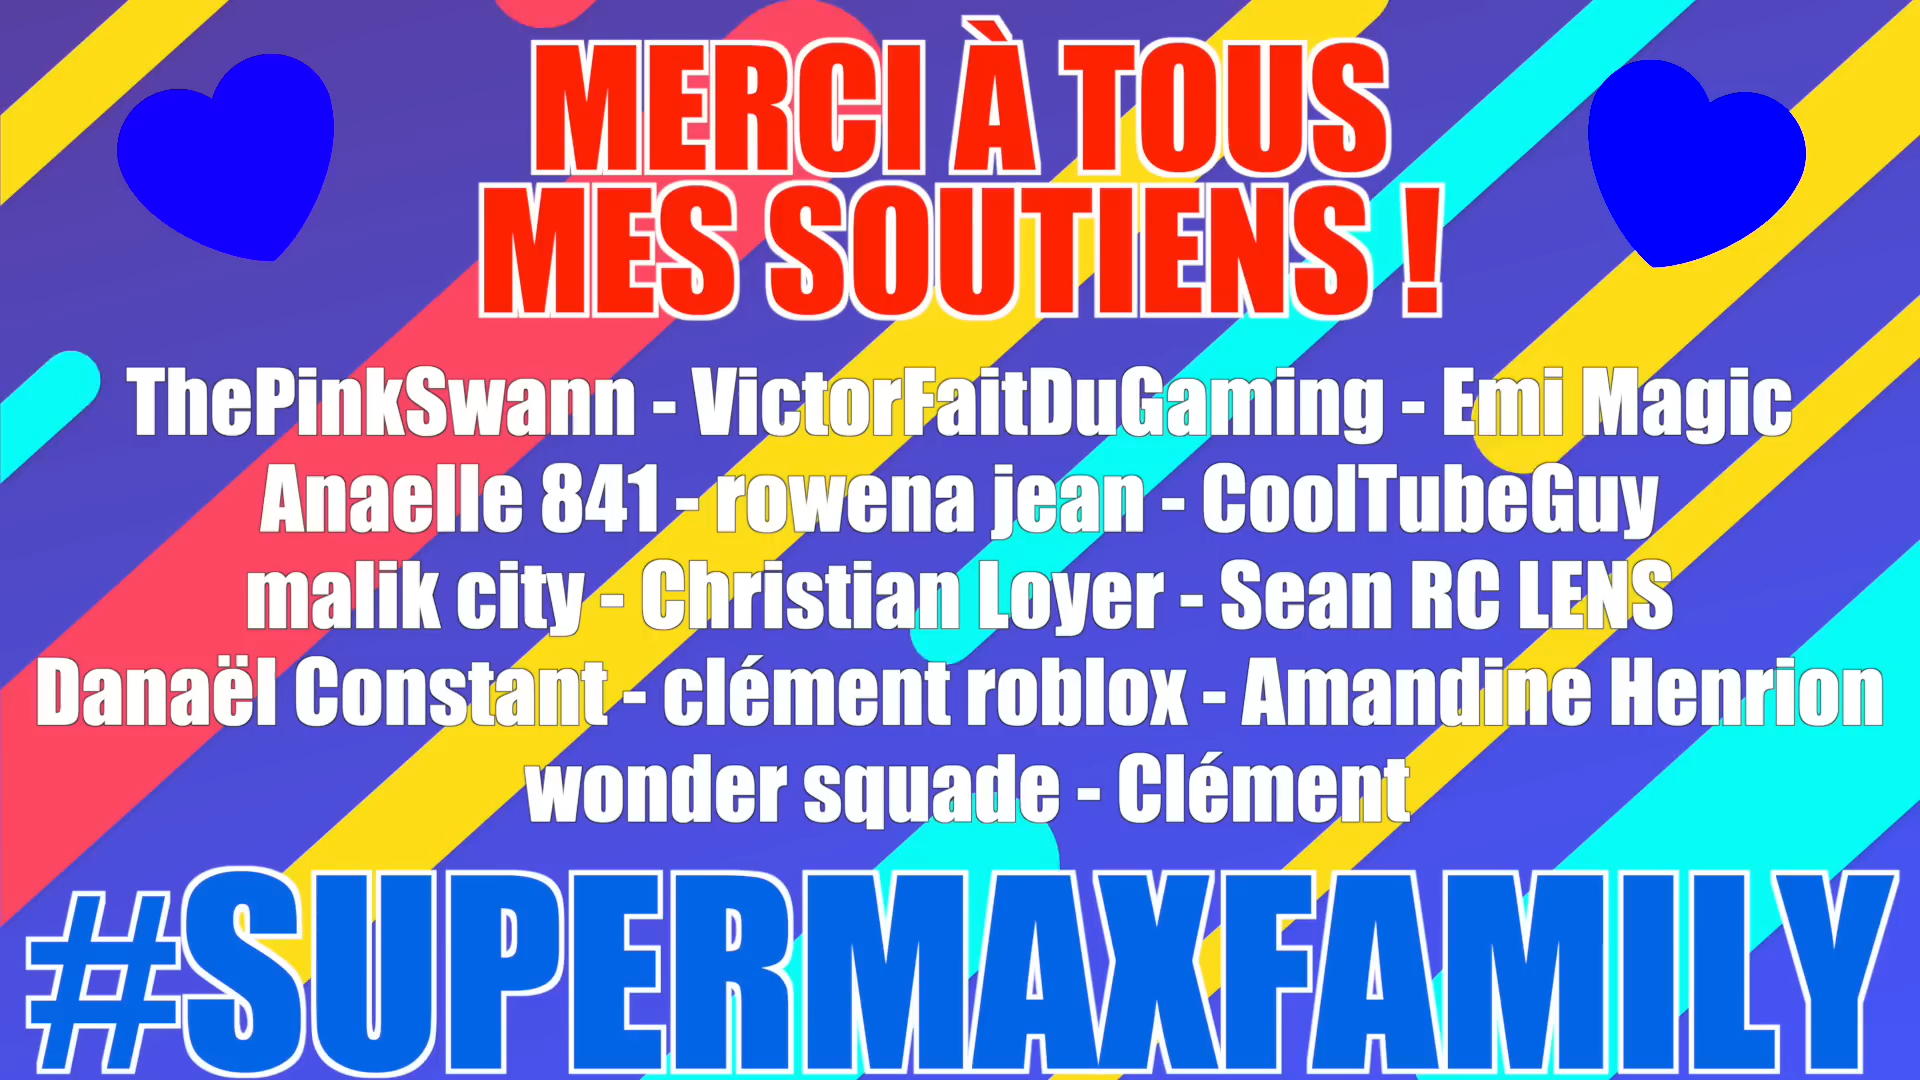 MERCI À TOUS
MES SOUTIENS !
ThePinkSwann - VictorFaitDuGaming - Emi Magic
Anaelle 841 - rowena jean - CoolTubeGuy
malik city - Christian Loyer - Sean RC LENS
Danaël Constant - clément roblox - Amandine Henrion
wonder squade - Clément
#SUPERMAXFAMILY